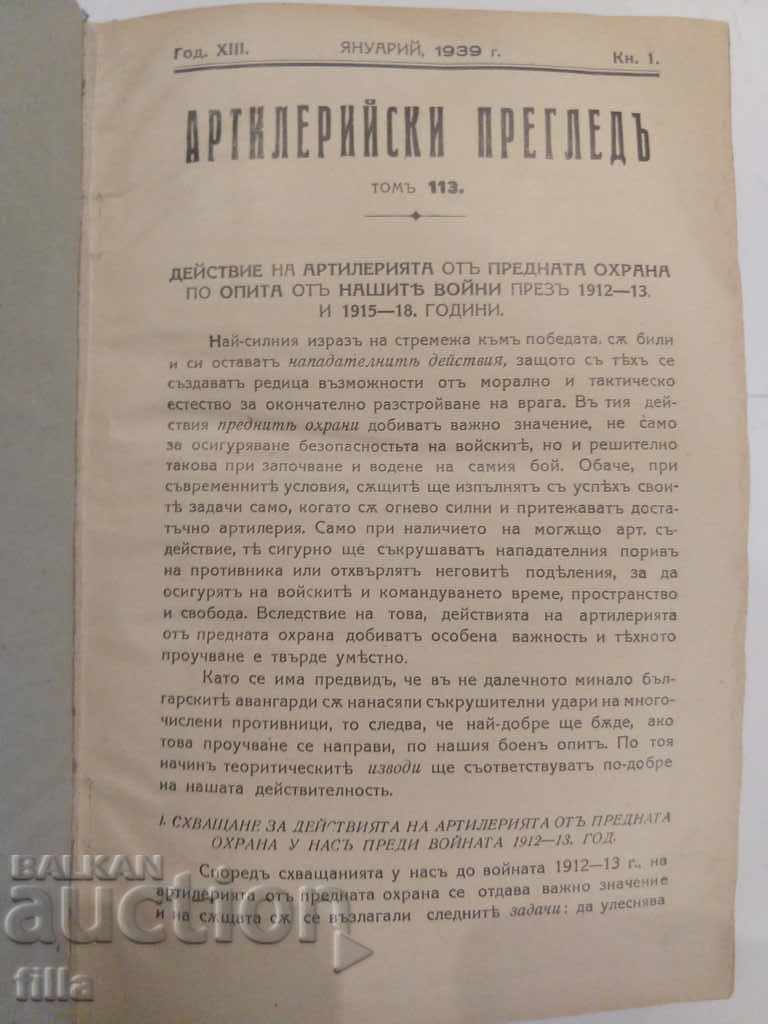 Год. XIII. ЯНУАРИЙ, 1939 г. Кн. 1.
АРТИЛЕРИЙСКИ ПРЕГЛЕДЪ
ТОМЪ 113.
ДЕЙСТВИЕ НА АРТИЛЕРИЯТА ОТЪ ПРЕДНАТА ОХРАНА
ПО ОПИТА ОТЪ НАШИТѢ ВОЙНИ ПРЕЗЪ 1912—13.
И 1915—18. ГОДИНИ.
Най-силния изразъ на стремежа къмъ победата, сѫ били
и си оставатъ нападателнитѣ действия, защото съ тѣхъ се
създаватъ редица възможности отъ морално и тактическо
естество за окончателно разстройване на врага. Въ тия дей-
ствия преднитѣ охрани добиватъ важно значение, не само
за осигуряване безопасностьта на войскитѣ, но и решително
такова при започване и водене на самия бой. Обаче, при
съвременнитѣ условия, сѫщитѣ ще изпълнятъ съ успѣхъ свои-
тѣ задачи само, когато сѫ огнево силни и притежаватъ доста-
тъчно артилерия. Само при наличието на могѫщо арт. съ-
действие, тѣ сигурно ще съкрушаватъ нападателния поривъ
на противника или отхвърлятъ неговитѣ подѣления, за да
осигурятъ на войскитѣ и командуването време, пространство
и свобода. Вследствие на това, действията на артилерията
отъ предната охрана добиватъ особена важность и тѣхното
проучване е твърде умѣстно.
Като се има предвидъ, че въ не далечното минало бъл-
гарскитѣ авангарди сѫ нанасяли съкрушителни удари на много-
числени противници, то следва, че най-добре ще бѫде, ако
това проучване се направи, по нашия боенъ опитъ. По тоя
начинъ теоритическитѣ изводи ще съответствуватъ по-добре
на нашата действителность.
I. СХВАЩАНЕ ЗА ДЕЙСТВИЯТА НА АРТИЛЕРИЯТА ОТЪ ПРЕДНАТА
ОХРАНА У НАСЪ ПРЕДИ ВОЙНАТА 1912—13. ГОД.
Споредъ схващанията у насъ до войната 1912—13 г., на
артилерията отъ предната охрана се отдава важно значение
и на сѫщата сѫ се възлагали следнитѣ задачи: да улеснява
BALKAN
auction
filla